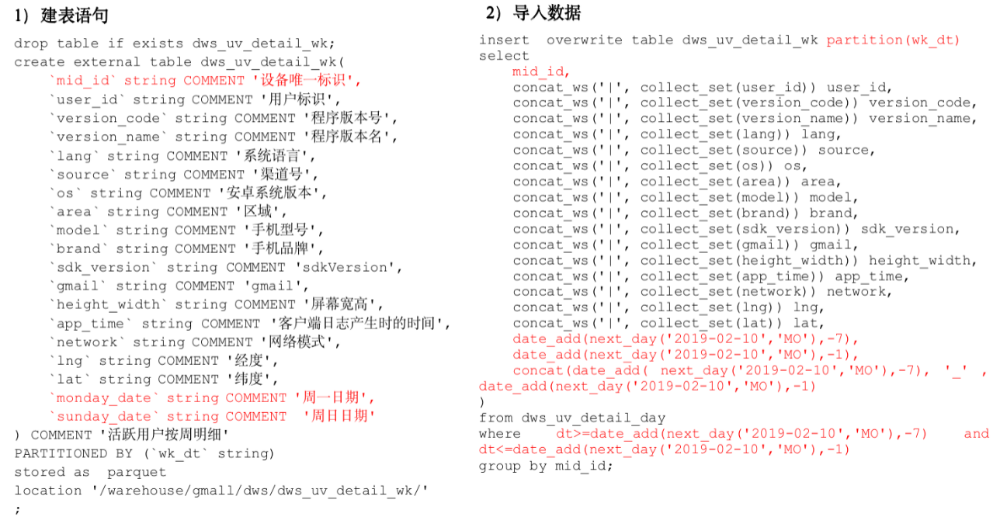 1）建表语句
drop table if exists dws_uv_detail_wk;
create external table dws_uv_detail_wk(
`mid_id` string COMMENT '设备唯一标识',
`user_id` string COMMENT '用户标识',
`version_code` string COMMENT '程序版本号',
`version_name` string COMMENT '程序版本名',
`lang` string COMMENT '系统语言',
`source` string COMMENT '渠道号',
`os` string COMMENT '安卓系统版本',
`area` string COMMENT '区域',
`model` string COMMENT '手机型号',
`brand` string COMMENT '手机品牌',
`sdk_version` string COMMENT 'sdkVersion',
`gmail` string COMMENT 'gmail',
`height_width` string COMMENT '屏幕宽高',
`app_time` string COMMENT '客户端日志产生时的时间',
`network` string COMMENT '网络模式',
`lng` string COMMENT '经度',
`lat` string COMMENT '纬度',
`monday_date` string COMMENT '周一日期',
`sunday_date` string COMMENT  '周日日期'
) COMMENT '活跃用户按周明细'
PARTITIONED BY (`wk_dt` string)
stored as  parquet
location '/warehouse/gmall/dws/dws_uv_detail_wk/'
;
2）导入数据
insert  overwrite table dws_uv_detail_wk partition(wk_dt)
select
mid_id,
concat_ws('|', collect_set(user_id)) user_id,
concat_ws('|', collect_set(version_code)) version_code,
concat_ws('|', collect_set(version_name)) version_name,
concat_ws('|', collect_set(lang)) lang,
concat_ws('|', collect_set(source)) source,
concat_ws('|', collect_set(os)) os,
concat_ws('|', collect_set(area)) area,
concat_ws('|', collect_set(model)) model,
concat_ws('|', collect_set(brand)) brand,
concat_ws('|', collect_set(sdk_version)) sdk_version,
concat_ws('|', collect_set(gmail)) gmail,
concat_ws('|', collect_set(height_width)) height_width,
concat_ws('|', collect_set(app_time)) app_time,
concat_ws('|', collect_set(network)) network,
concat_ws('|', collect_set(lng)) lng,
concat_ws('|', collect_set(lat)) lat,
date_add(next_day('2019-02-10','MO'),-7),
date_add(next_day('2019-02-10','MO'),-1),
concat(date_add( next_day('2019-02-10','MO'),-7), '_' ,
date_add(next_day('2019-02-10','MO'),-1)
)
from dws_uv_detail_day
where dt>=date_add(next_day('2019-02-10','MO'),-7) and
dt<=date_add(next_day('2019-02-10','MO'),-1)
group by mid_id;